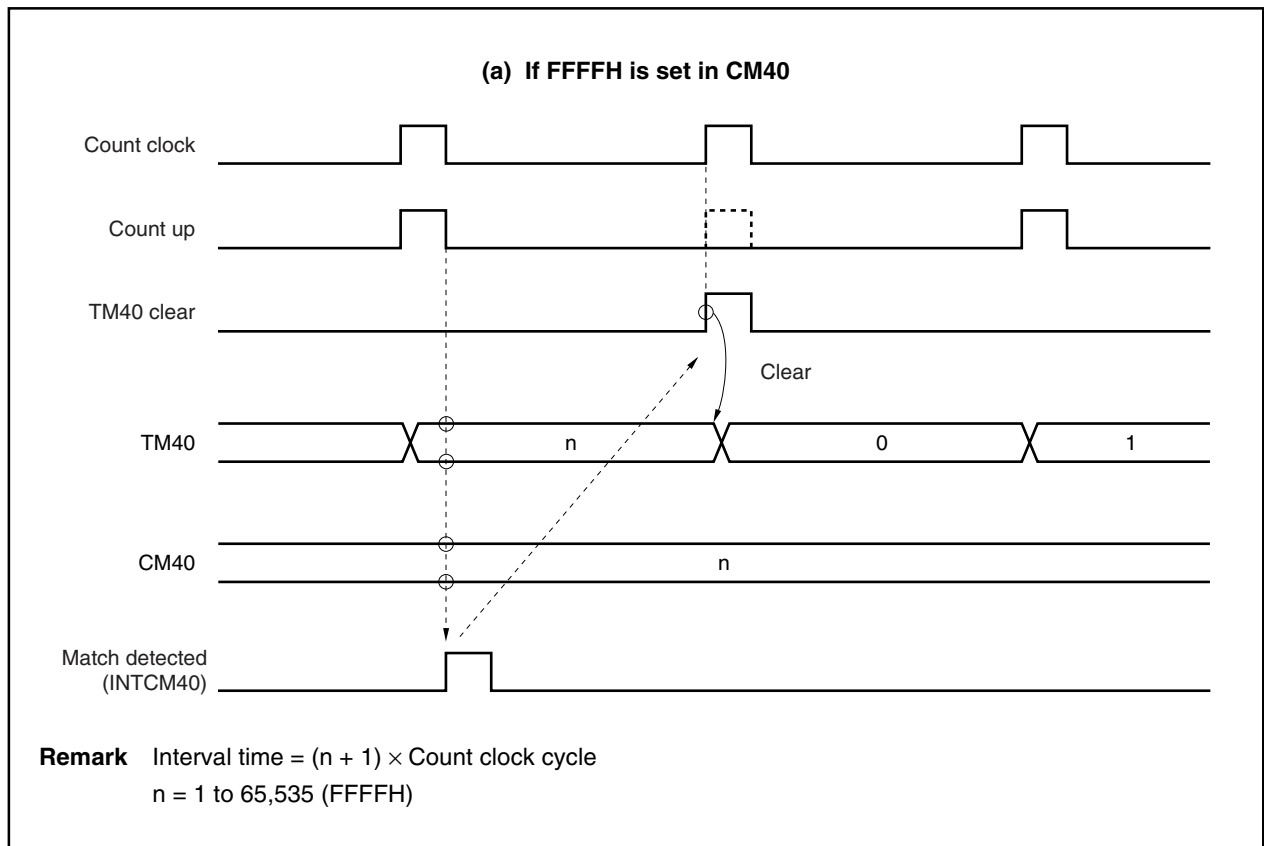 (a) If FFFFH is set in CM40
Count clock
Count up
TM40 clear
Clear
TM40
n
0
1
CM40
n
Match detected
(INTCM40)
Remark Interval time = (n + 1) × Count clock cycle
n = 1 to 65,535 (FFFFH)